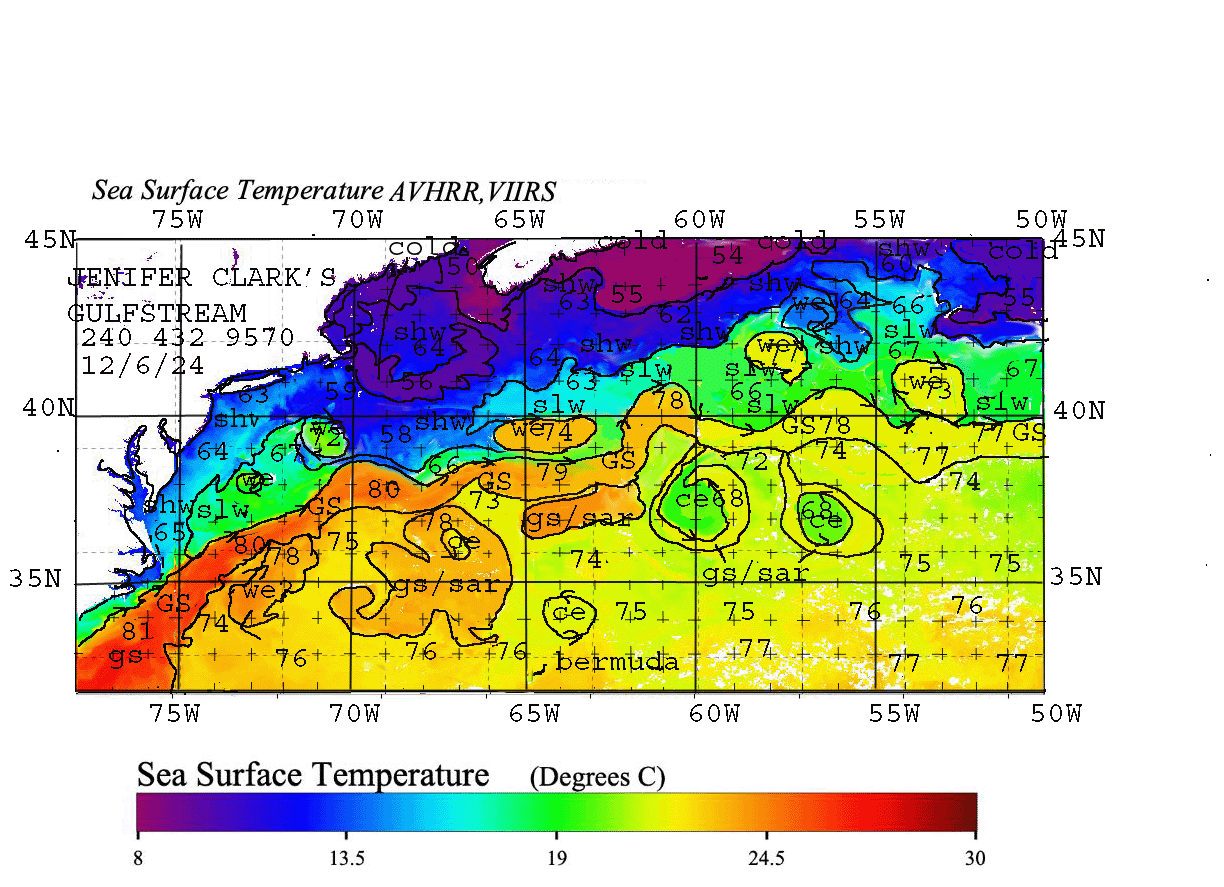 Sea Surface Temperature AVHRR,VIIRS
75W 70W 65W 60W 55W 50W
45N cold cold cold shw cold 45N
50 54 60
JENIFER CLARK'S
shw 63 55 shw we 64 66 55
GULFSTREAM 62
240 432 9570 shw 64 shw shw slw
12/6/24 64 shw we 67
56 63 slw slw we 67
63 59 66 73
40N shw slw slw slw 40N
64 67 we 72 58 shw we 74 78 GS78 77 GS
66 79 GS 72 74 77
we 80 GS 73 74
shw slw GS 78 gs/sar ce68 68 ce
65 80 78 75 ce
35N we gs/sar 74 gs/sar 75 75 35N
GS 74 ce 75 75 76 76
81
gs 76 76 76 bermuda 77 77 77
75W 70W 65W 60W 55W 50W
Sea Surface Temperature (Degrees C)
8 13.5 19 24.5 30